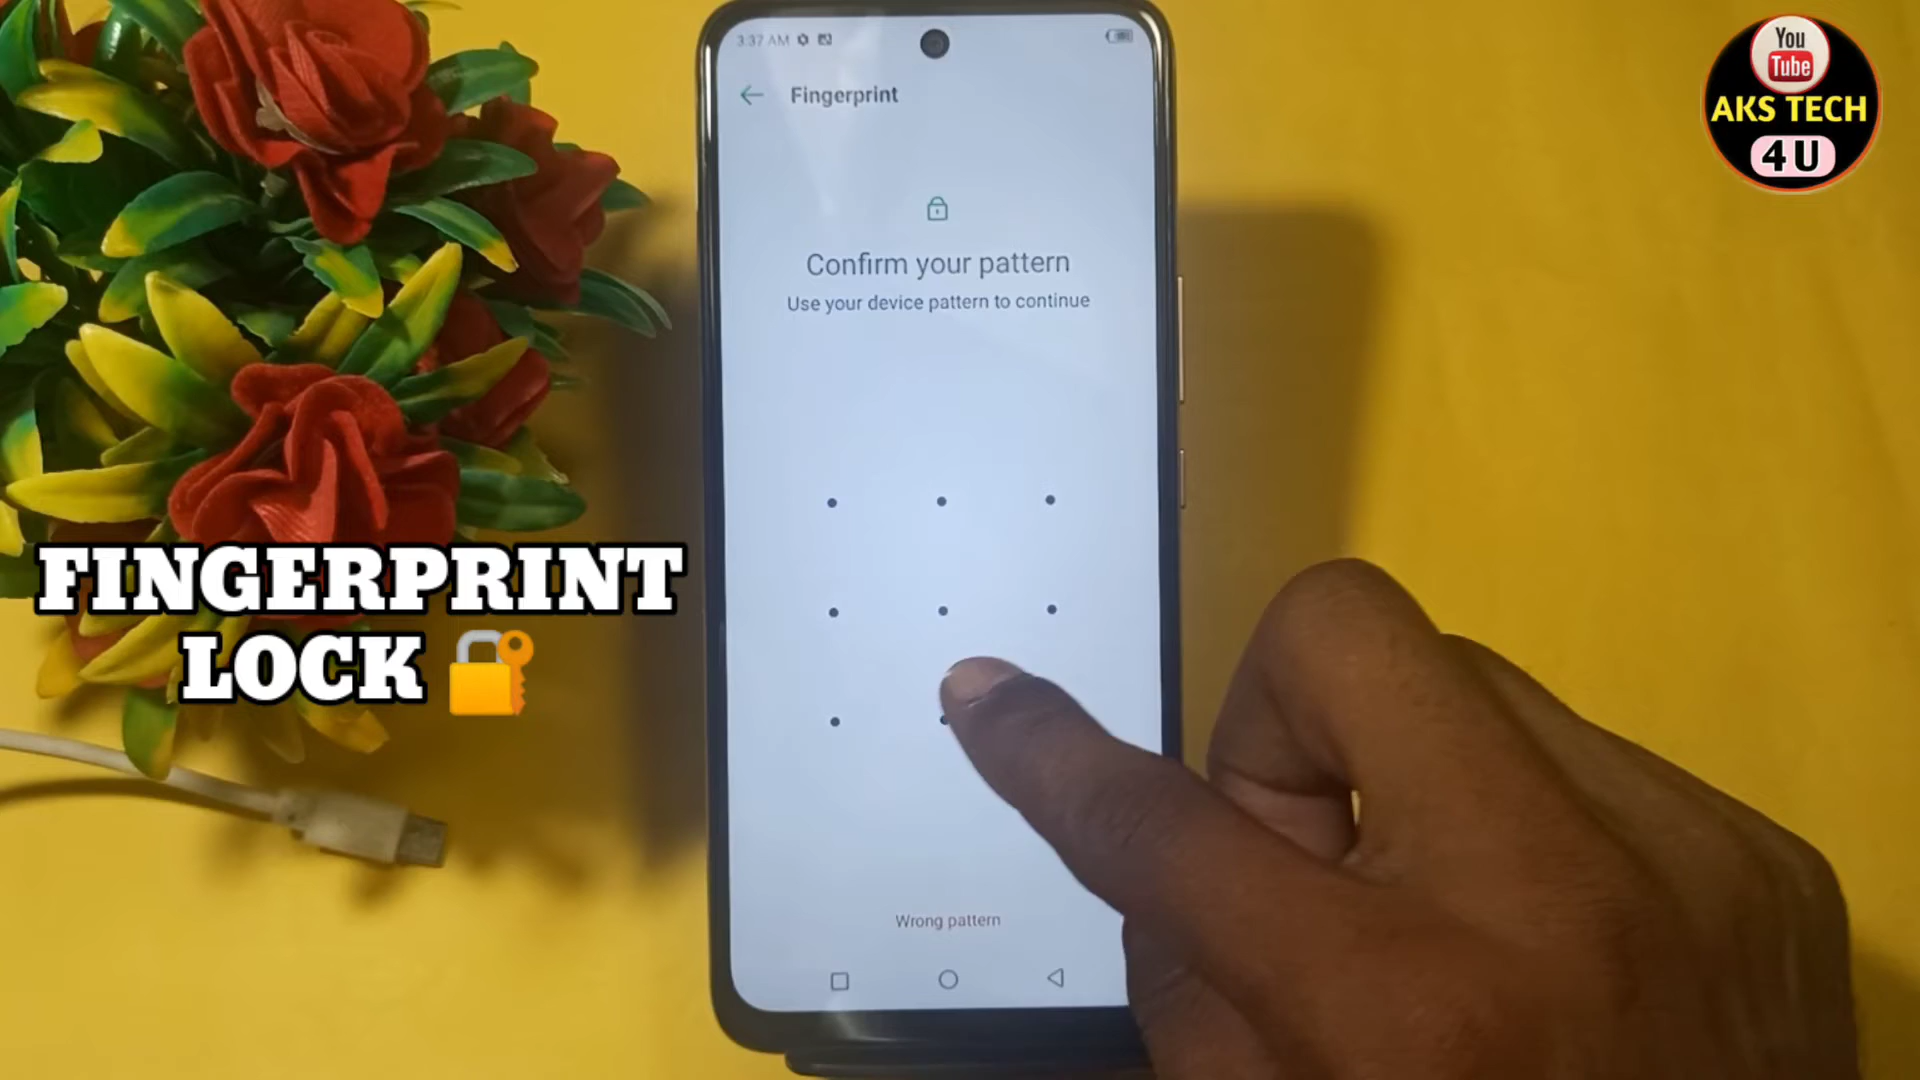 3:37 AM
Fingerprint
Confirm your pattern
Use your device pattern to continue
Wrong pattern
FINGERPRINT
LOCK
You
Tube
AKS TECH
4 U